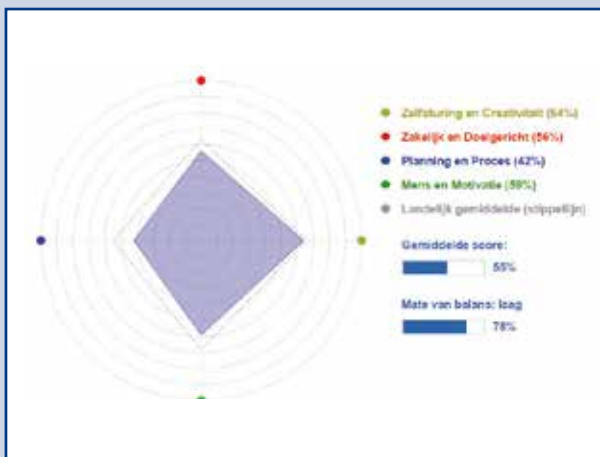 Zelfsturing en Creativiteit (64%)
Zakelijk en Doelgericht (56%)
Planning en Proces (42%)
Mens en Motivatie (58%)
Landelijk gemiddelde (stippellijn)
Gemiddelde score:
55%
Mate van balans: laag
78%